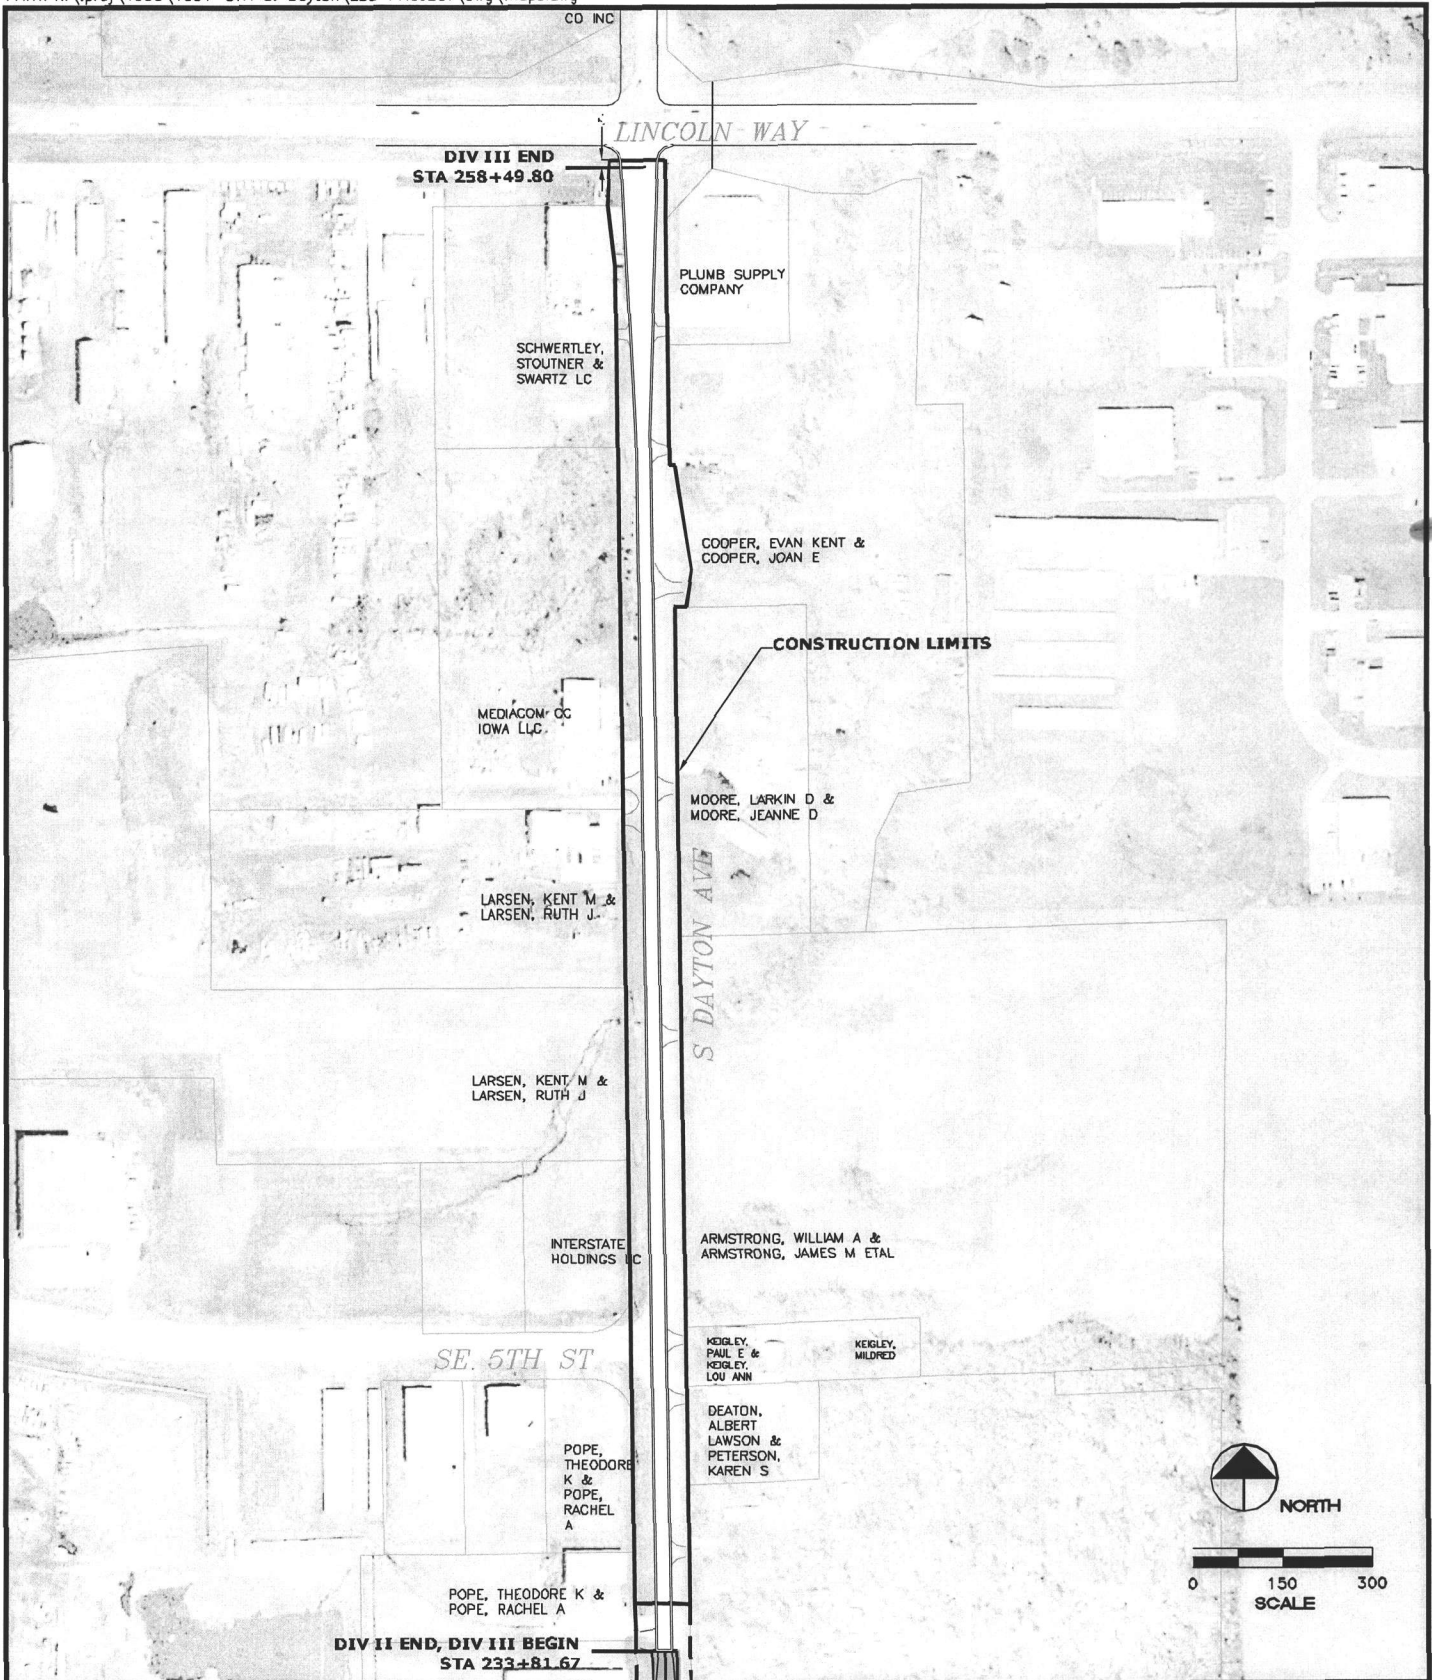 CO INC
LINCOLN WAY
DIV III END
STA 258+49.80
PLUMB SUPPLY
COMPANY
SCHWERTLEY,
STOUTNER &
SWARTZ LC
COOPER, EVAN KENT &
COOPER, JOAN E
CONSTRUCTION LIMITS
MEDIACOM CC
IOWA LLC
MOORE, LARKIN D &
MOORE, JEANNE D
S DAYTON AVE
LARSEN, KENT M &
LARSEN, RUTH J
LARSEN, KENT M &
LARSEN, RUTH J
INTERSTATE
HOLDINGS LC
ARMSTRONG, WILLIAM A &
ARMSTRONG, JAMES M ETAL
KEIGLEY,
PAUL E &
KEIGLEY,
LOU ANN
KEIGLEY,
MILDRED
SE. 5TH ST
DEATON,
ALBERT
LAWSON &
PETERSON,
KAREN S
POPE,
THEODORE
K &
POPE,
RACHEL
A
NORTH
0 150 300
SCALE
POPE, THEODORE K &
POPE, RACHEL A
DIV II END, DIV III BEGIN
STA 233+81.67